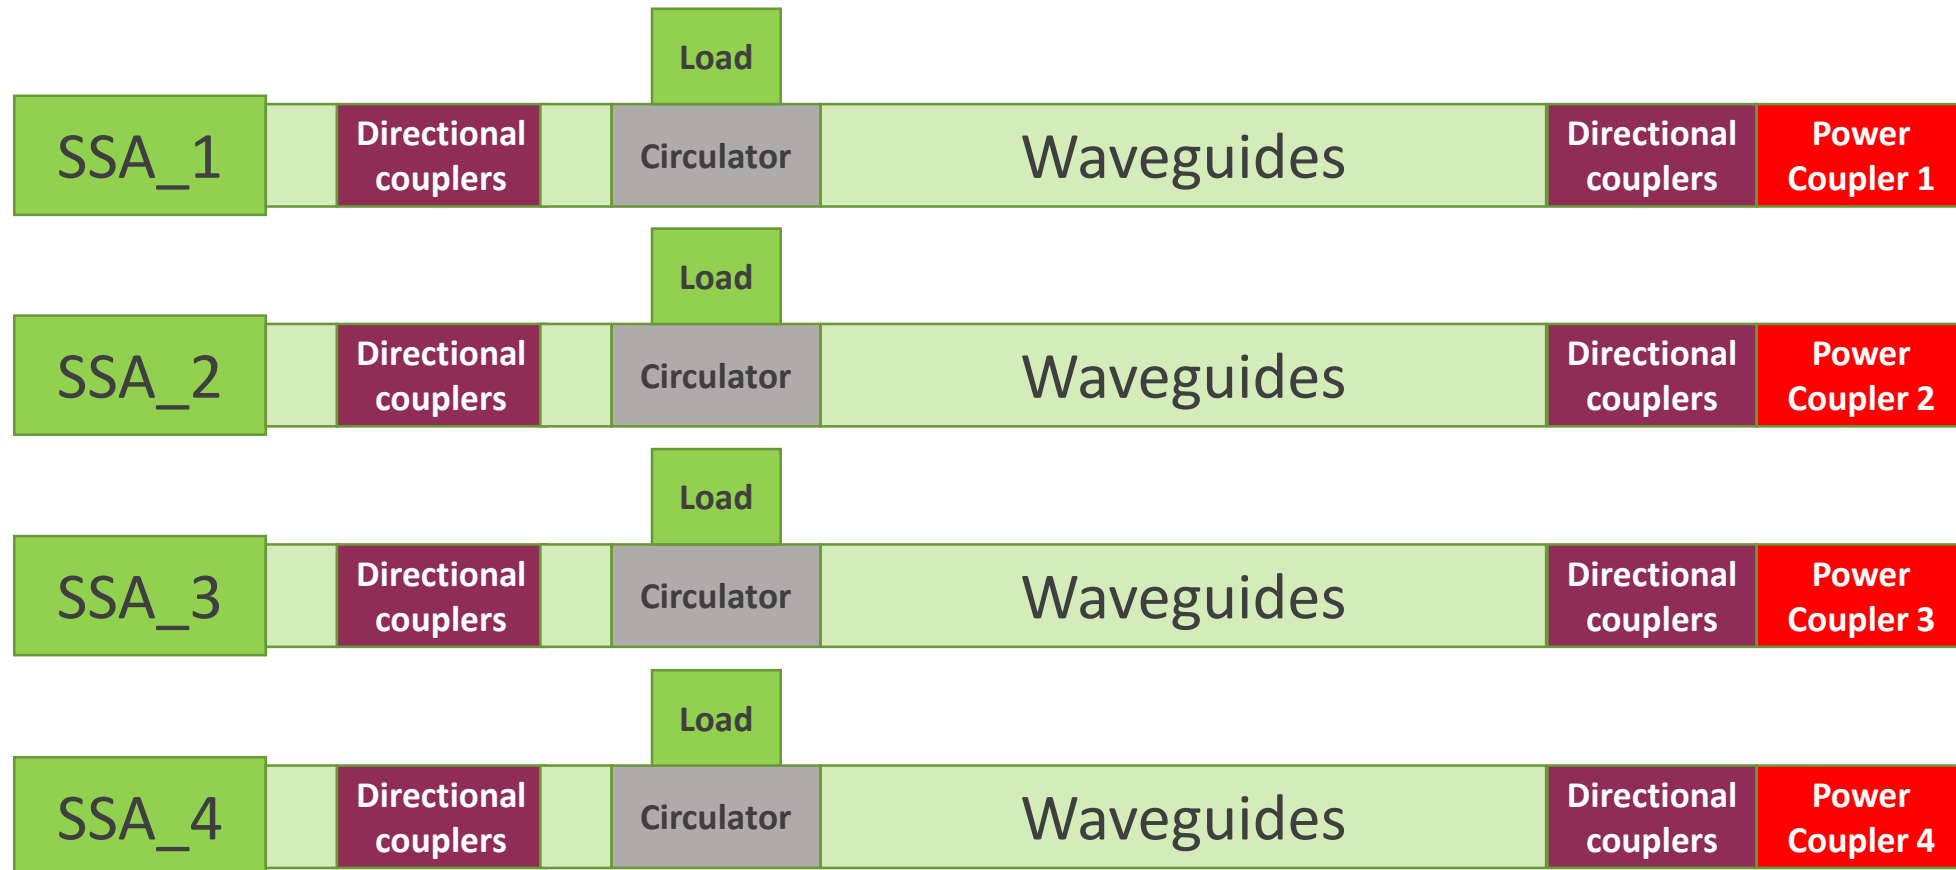 Load
SSA_1
Directional
couplers
Circulator
Waveguides
Directional
couplers
Power
Coupler 1
Load
SSA_2
Directional
couplers
Circulator
Waveguides
Directional
couplers
Power
Coupler 2
Load
SSA_3
Directional
couplers
Circulator
Waveguides
Directional
couplers
Power
Coupler 3
Load
SSA_4
Directional
couplers
Circulator
Waveguides
Directional
couplers
Power
Coupler 4